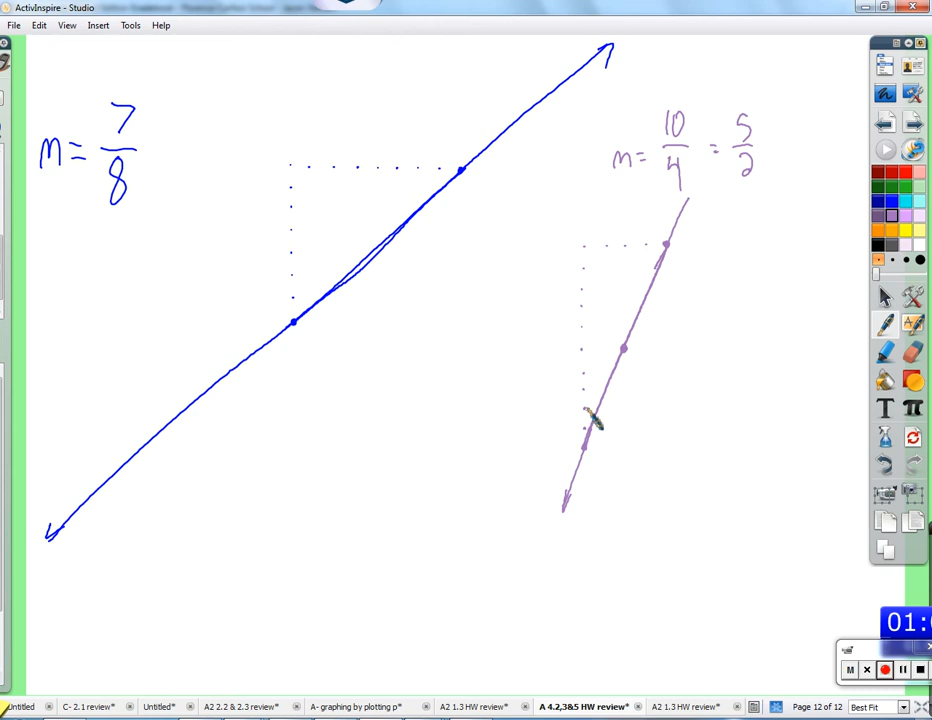 ActivInspire - Studio
File Edit View Insert Tools Help
m = 7/8
m = 10/4 = 5/2
01:
M
Untitled C- 2.1 review* Untitled* A2 2.2 & 2.3 review* A- graphing by plotting p* A2 1.3 HW review* A 4.2,3&5 HW review* A2 1.3 HW review* Page 12 of 12 Best Fit